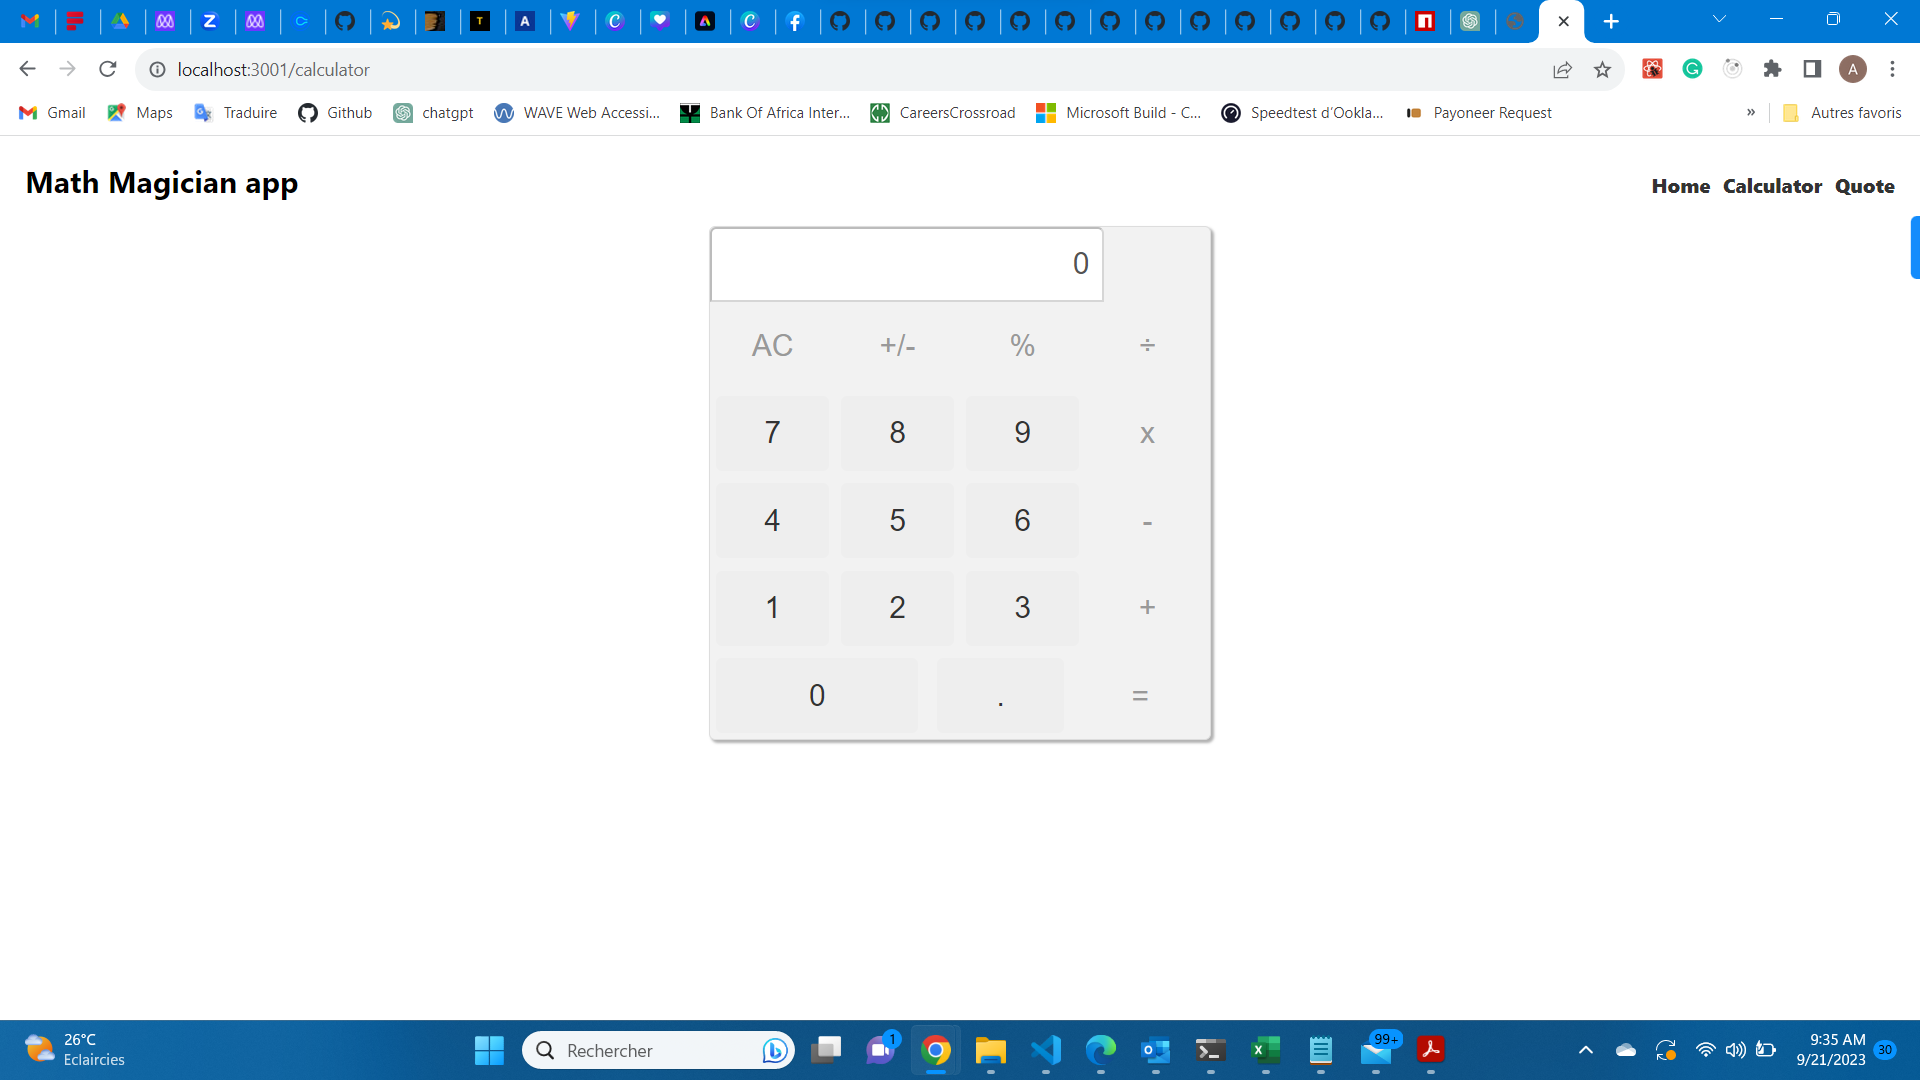 localhost:3001/calculator
Gmail Maps Traduire Github chatgpt WAVE Web Accessi... Bank Of Africa Inter... CareersCrossroad Microsoft Build - C... Speedtest d'Ookla... Payoneer Request » Autres favoris
Math Magician app
Home Calculator Quote
0
AC +/- % ÷
7 8 9 x
4 5 6 -
1 2 3 +
0 . =
26°C
Eclaircies
Rechercher
1
99+
9:35 AM
9/21/2023
30